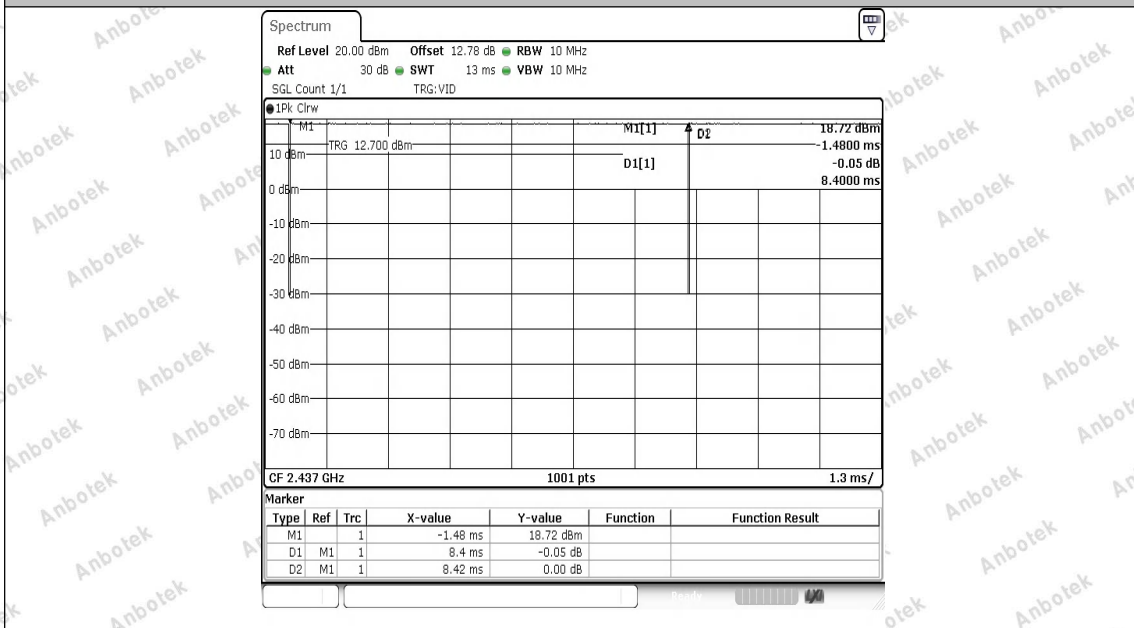 Spectrum
Ref Level 20.00 dBm Offset 12.78 dB RBW 10 MHz
Att 30 dB SWT 13 ms VBW 10 MHz
SGL Count 1/1 TRG:VID
1Pk Clrw
M1 M1[1] D2 18.72 dBm
TRG 12.700 dBm -1.4800 ms
10 dBm
D1[1] -0.05 dB
8.4000 ms
0 dBm
-10 dBm
-20 dBm
-30 dBm
-40 dBm
-50 dBm
-60 dBm
-70 dBm
CF 2.437 GHz 1001 pts 1.3 ms/
Marker
Type Ref Trc X-value Y-value Function Function Result
M1 1 -1.48 ms 18.72 dBm
D1 M1 1 8.4 ms -0.05 dB
D2 M1 1 8.42 ms 0.00 dB
Anbotek